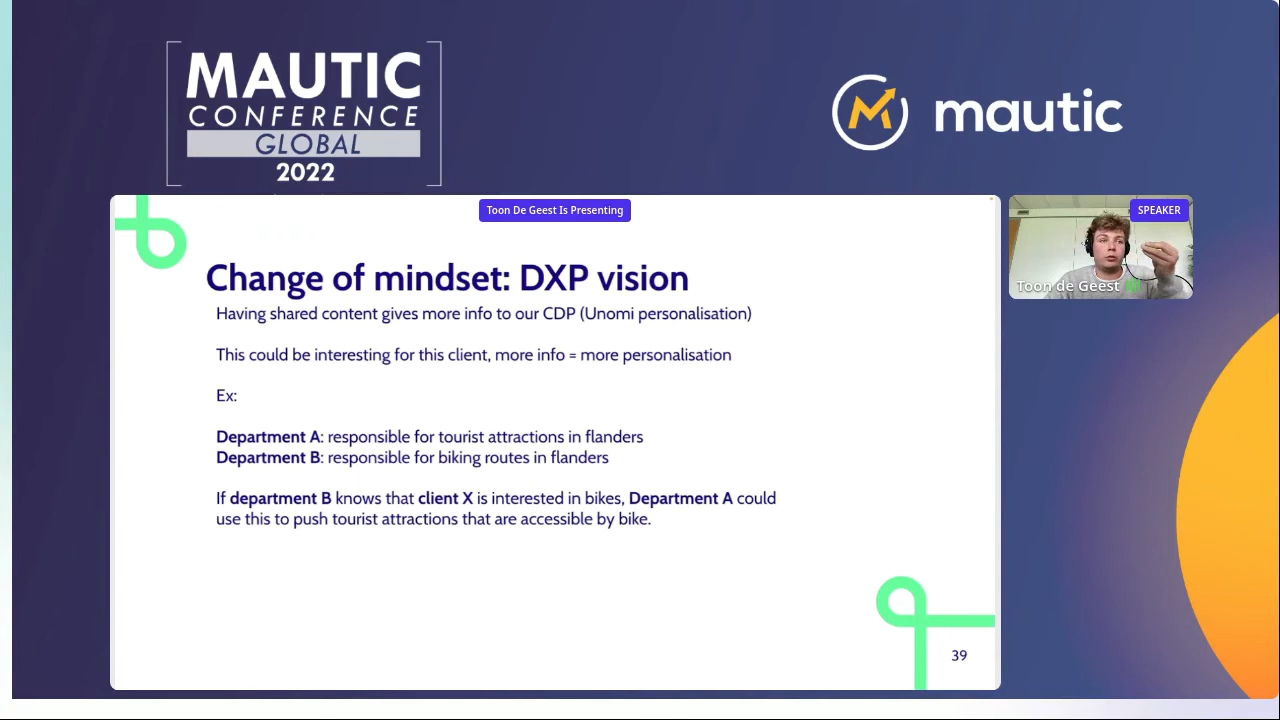 MAUTIC
CONFERENCE
GLOBAL
2022
mautic
Toon De Geest Is Presenting
SPEAKER
Toon de Geest
Change of mindset: DXP vision
Having shared content gives more info to our CDP (Unomi personalisation)
This could be interesting for this client, more info = more personalisation
Ex:
Department A: responsible for tourist attractions in flanders
Department B: responsible for biking routes in flanders
If department B knows that client X is interested in bikes, Department A could
use this to push tourist attractions that are accessible by bike.
39